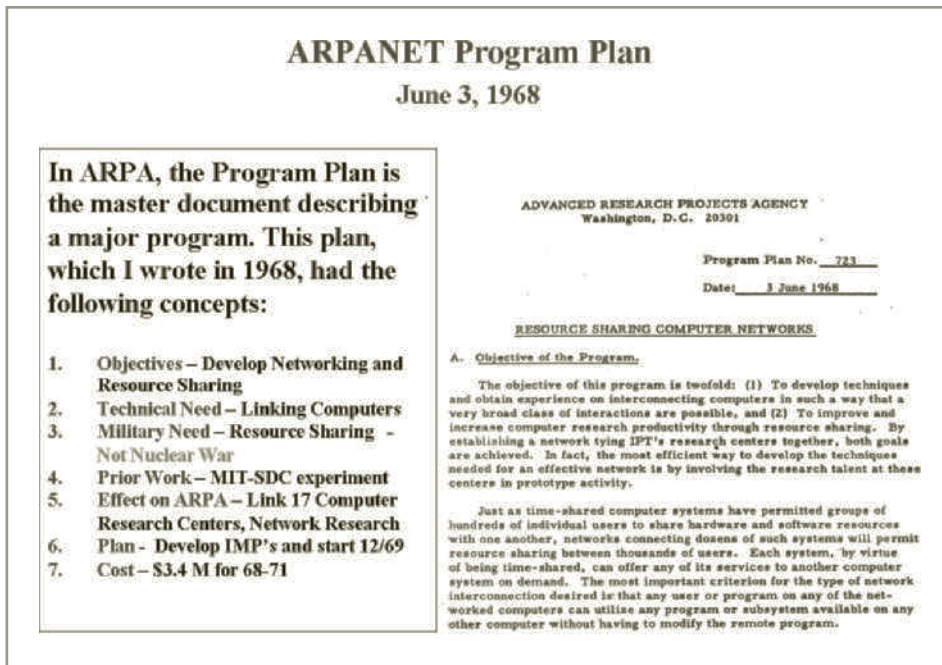 ARPANET Program Plan
June 3, 1968
In ARPA, the Program Plan is
the master document describing
a major program. This plan,
which I wrote in 1968, had the
following concepts:
1. Objectives – Develop Networking and
Resource Sharing
2. Technical Need – Linking Computers
3. Military Need – Resource Sharing -
Not Nuclear War
4. Prior Work – MIT-SDC experiment
5. Effect on ARPA – Link 17 Computer
Research Centers, Network Research
6. Plan - Develop IMP's and start 12/69
7. Cost – $3.4 M for 68-71
ADVANCED RESEARCH PROJECTS AGENCY
Washington, D.C. 20301
Program Plan No. 723
Date: 3 June 1968
RESOURCE SHARING COMPUTER NETWORKS
A. Objective of the Program.
The objective of this program is twofold: (1) To develop techniques
and obtain experience on interconnecting computers in such a way that a
very broad class of interactions are possible, and (2) To improve and
increase computer research productivity through resource sharing. By
establishing a network tying IPT's research centers together, both goals
are achieved. In fact, the most efficient way to develop the techniques
needed for an effective network is by involving the research talent at these
centers in prototype activity.
Just as time-shared computer systems have permitted groups of
hundreds of individual users to share hardware and software resources
with one another, networks connecting dozens of such systems will permit
resource sharing between thousands of users. Each system, by virtue
of being time-shared, can offer any of its services to another computer
system on demand. The most important criterion for the type of network
interconnection desired is that any user or program on any of the net-
worked computers can utilize any program or subsystem available on any
other computer without having to modify the remote program.